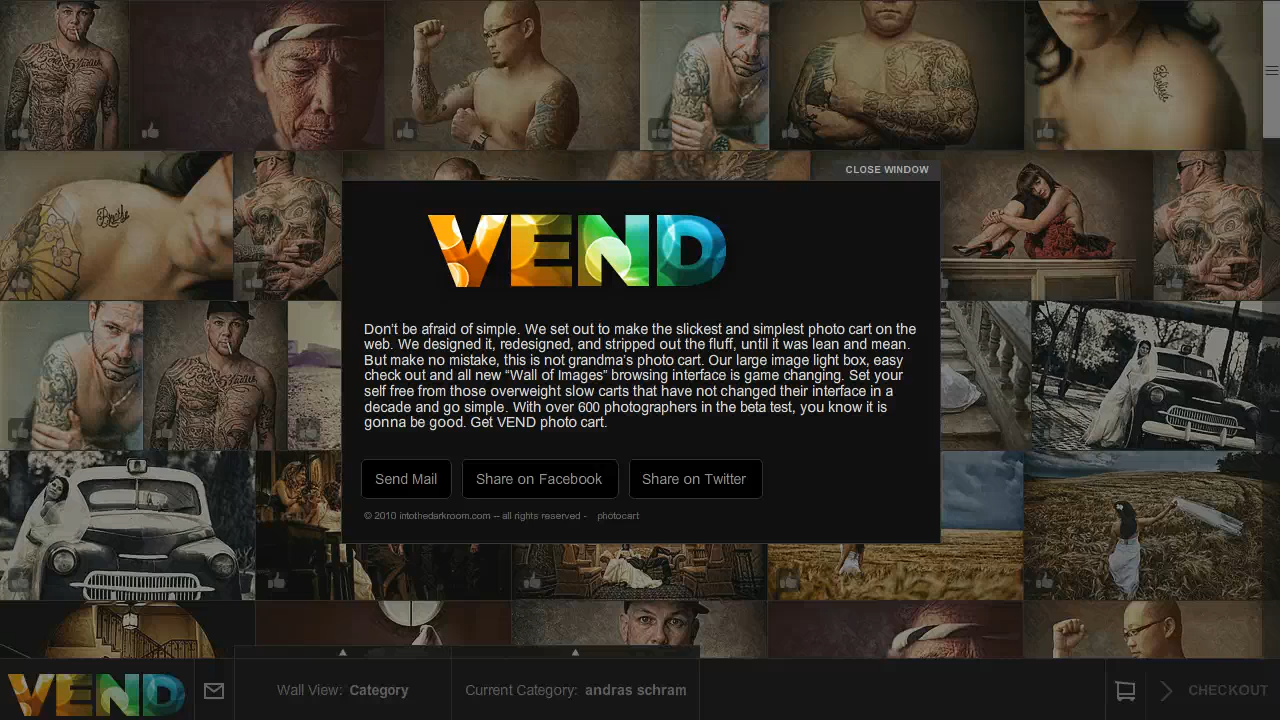 CLOSE WINDOW
VEND
Don't be afraid of simple. We set out to make the slickest and simplest photo cart on the
web. We designed it, redesigned, and stripped out the fluff, until it was lean and mean.
But make no mistake, this is not grandma's photo cart. Our large image light box, easy
check out and all new “Wall of Images” browsing interface is game changing. Set your
self free from those overweight slow carts that have not changed their interface in a
decade and go simple. With over 600 photographers in the beta test, you know it is
gonna be good. Get VEND photo cart.
Send Mail Share on Facebook Share on Twitter
© 2010 intothedarkroom.com -- all rights reserved - photocart
VEND Wall View: Category Current Category: andras schram CHECKOUT